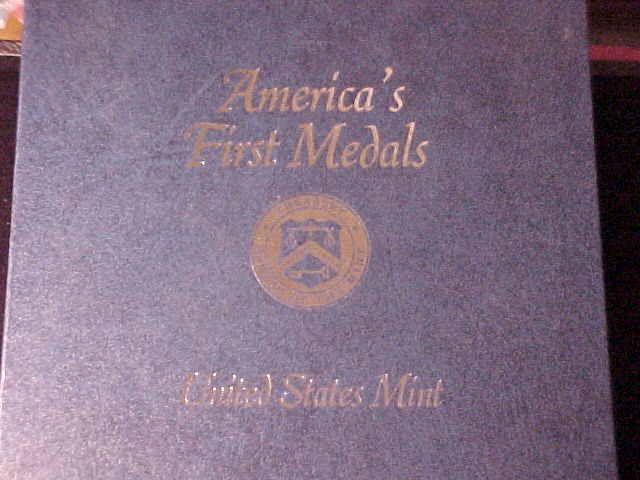 America's
First Medals
United States Mint